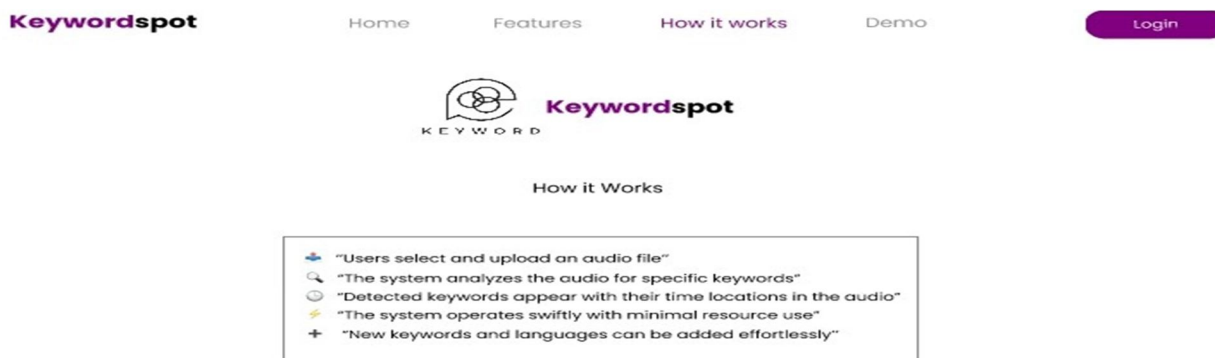 Keywordspot Home Features How it works Demo Login
Keywordspot
KEYWORD
How it Works
"Users select and upload an audio file"
"The system analyzes the audio for specific keywords"
"Detected keywords appear with their time locations in the audio"
"The system operates swiftly with minimal resource use"
"New keywords and languages can be added effortlessly"